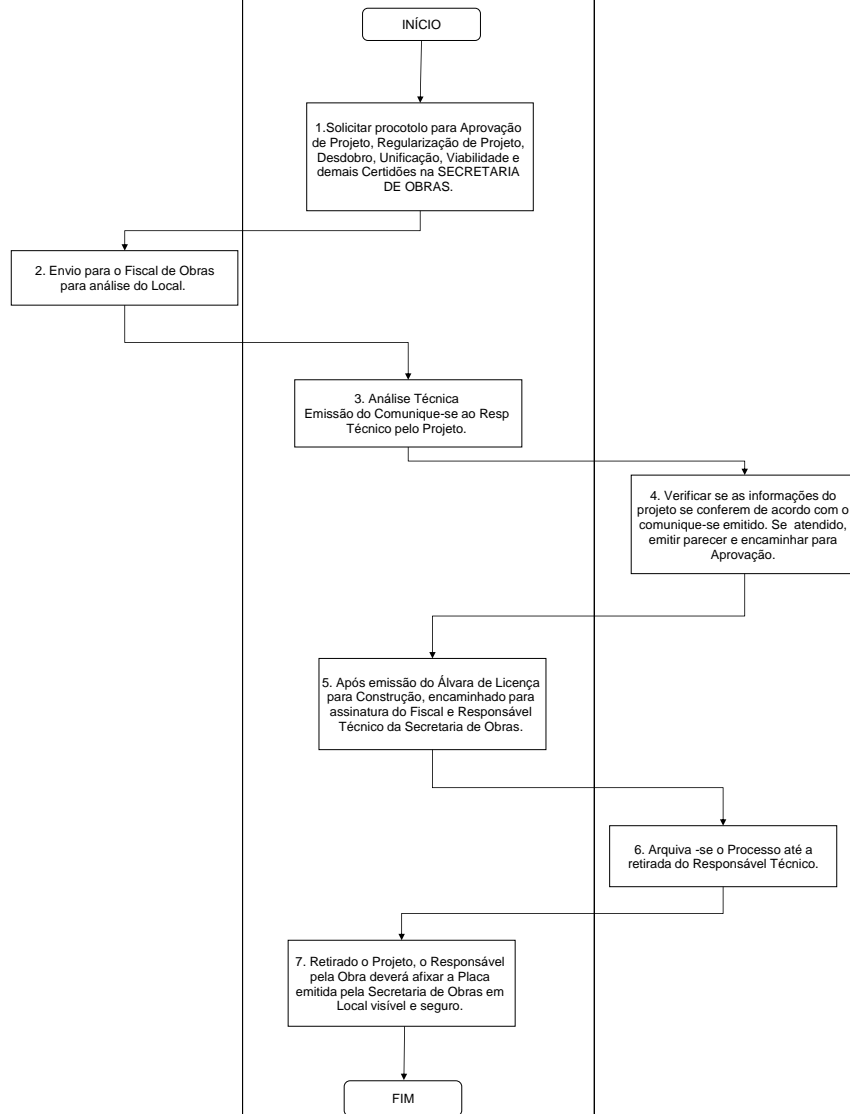 INÍCIO
1.Solicitar procotolo para Aprovação
de Projeto, Regularização de Projeto,
Desdobro, Unificação, Viabilidade e
demais Certidões na SECRETARIA
DE OBRAS.
2. Envio para o Fiscal de Obras
para análise do Local.
3. Análise Técnica
Emissão do Comunique-se ao Resp
Técnico pelo Projeto.
4. Verificar se as informações do
projeto se conferem de acordo com o
comunique-se emitido. Se atendido,
emitir parecer e encaminhar para
Aprovação.
5. Após emissão do Álvara de Licença
para Construção, encaminhado para
assinatura do Fiscal e Responsável
Técnico da Secretaria de Obras.
6. Arquiva -se o Processo até a
retirada do Responsável Técnico.
7. Retirado o Projeto, o Responsável
pela Obra deverá afixar a Placa
emitida pela Secretaria de Obras em
Local visível e seguro.
FIM